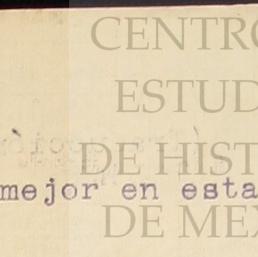 CENTRO
ESTUD
DE HIST
mejor en esta
DE MEX